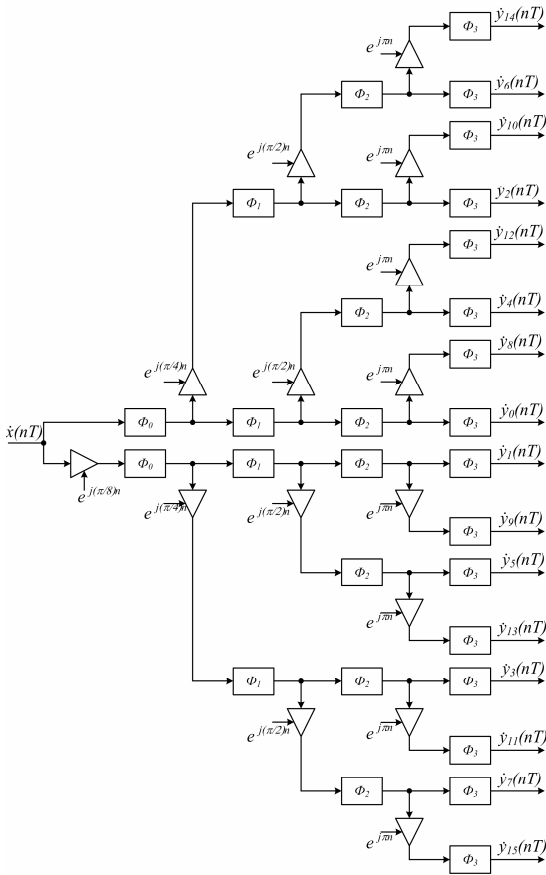 Φ₃ ẏ₁₄(nT)
e^{jπn}
Φ₂ Φ₃ ẏ₆(nT)
Φ₃ ẏ₁₀(nT)
e^{j(π/2)n} e^{jπn}
Φ₁ Φ₂ Φ₃ ẏ₂(nT)
Φ₃ ẏ₁₂(nT)
e^{jπn}
Φ₂ Φ₃ ẏ₄(nT)
Φ₃ ẏ₈(nT)
e^{j(π/4)n} e^{j(π/2)n} e^{jπn}
Φ₀ Φ₁ Φ₂ Φ₃ ẏ₀(nT)
ẋ(nT)
Φ₀ Φ₁ Φ₂ Φ₃ ẏ₁(nT)
e^{j(π/8)n} e^{j(π/4)n} e^{j(π/2)n} e^{jπn}
Φ₃ ẏ₉(nT)
Φ₂ Φ₃ ẏ₅(nT)
e^{jπn}
Φ₃ ẏ₁₃(nT)
Φ₁ Φ₂ Φ₃ ẏ₃(nT)
e^{j(π/2)n} e^{jπn}
Φ₃ ẏ₁₁(nT)
Φ₂ Φ₃ ẏ₇(nT)
e^{jπn}
Φ₃ ẏ₁₅(nT)